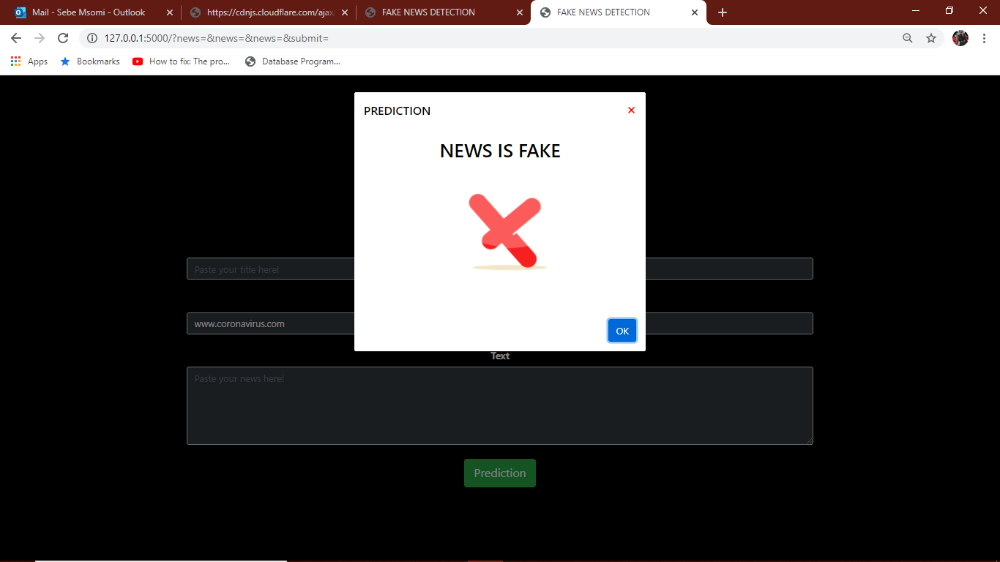 Mail - Sebe Msomi - Outlook
https://cdnjs.cloudflare.com/ajax
FAKE NEWS DETECTION
FAKE NEWS DETECTION
127.0.0.1:5000/?news=&news=&news=&submit=
Apps
Bookmarks
How to fix: The pro...
Database Program...
PREDICTION
NEWS IS FAKE
Paste your title here!
www.coronavirus.com
OK
Text
Paste your news here!
Prediction